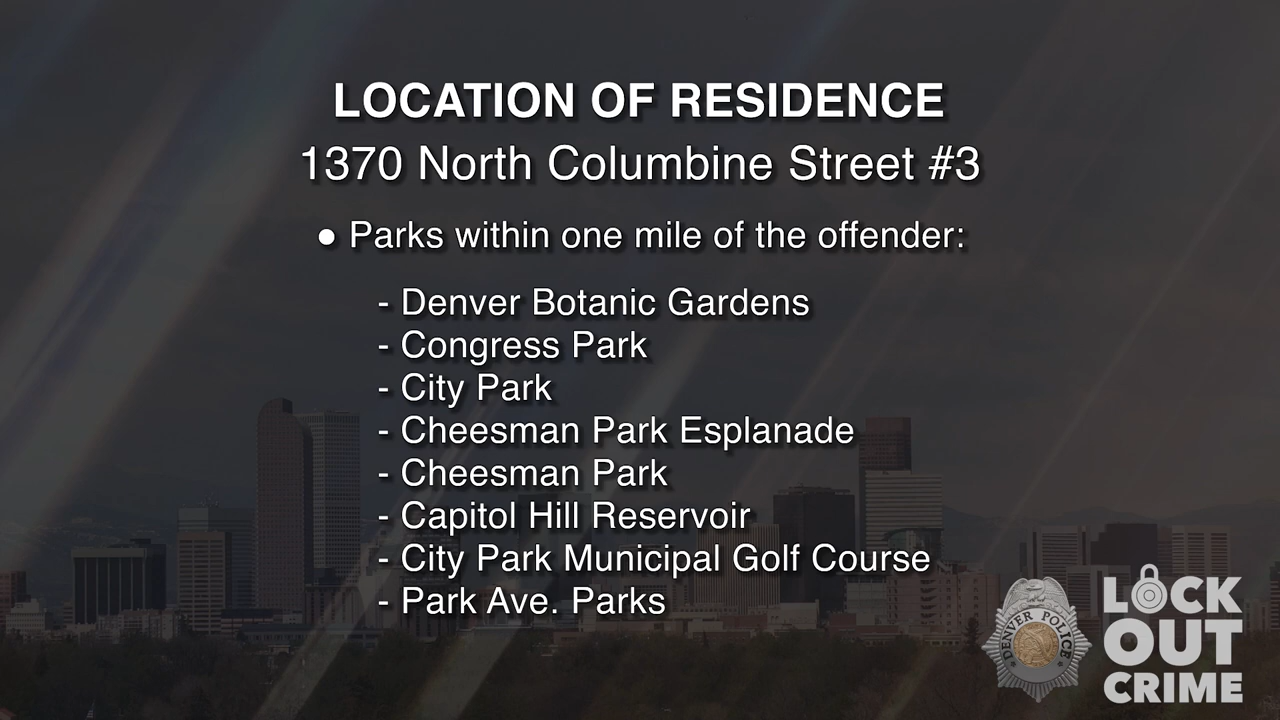 LOCATION OF RESIDENCE
1370 North Columbine Street #3
● Parks within one mile of the offender:
- Denver Botanic Gardens
- Congress Park
- City Park
- Cheesman Park Esplanade
- Cheesman Park
- Capitol Hill Reservoir
- City Park Municipal Golf Course
- Park Ave. Parks
DENVER POLICE
LOCK
OUT
CRIME